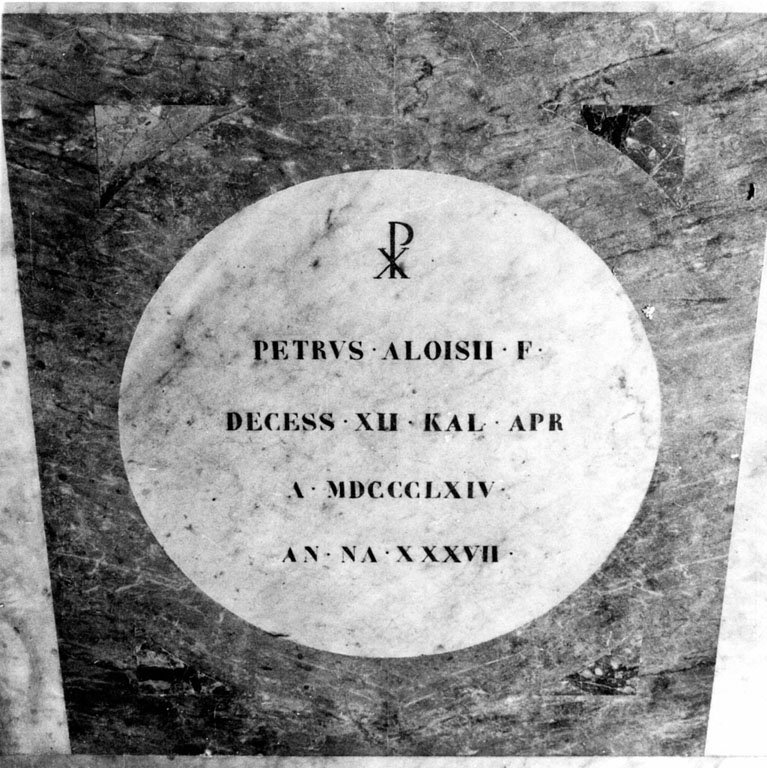 ☧
PETRVS · ALOISII · F ·
DECESS · XII · KAL · APR
A · MDCCCLXIV ·
AN · NA · XXXVII ·